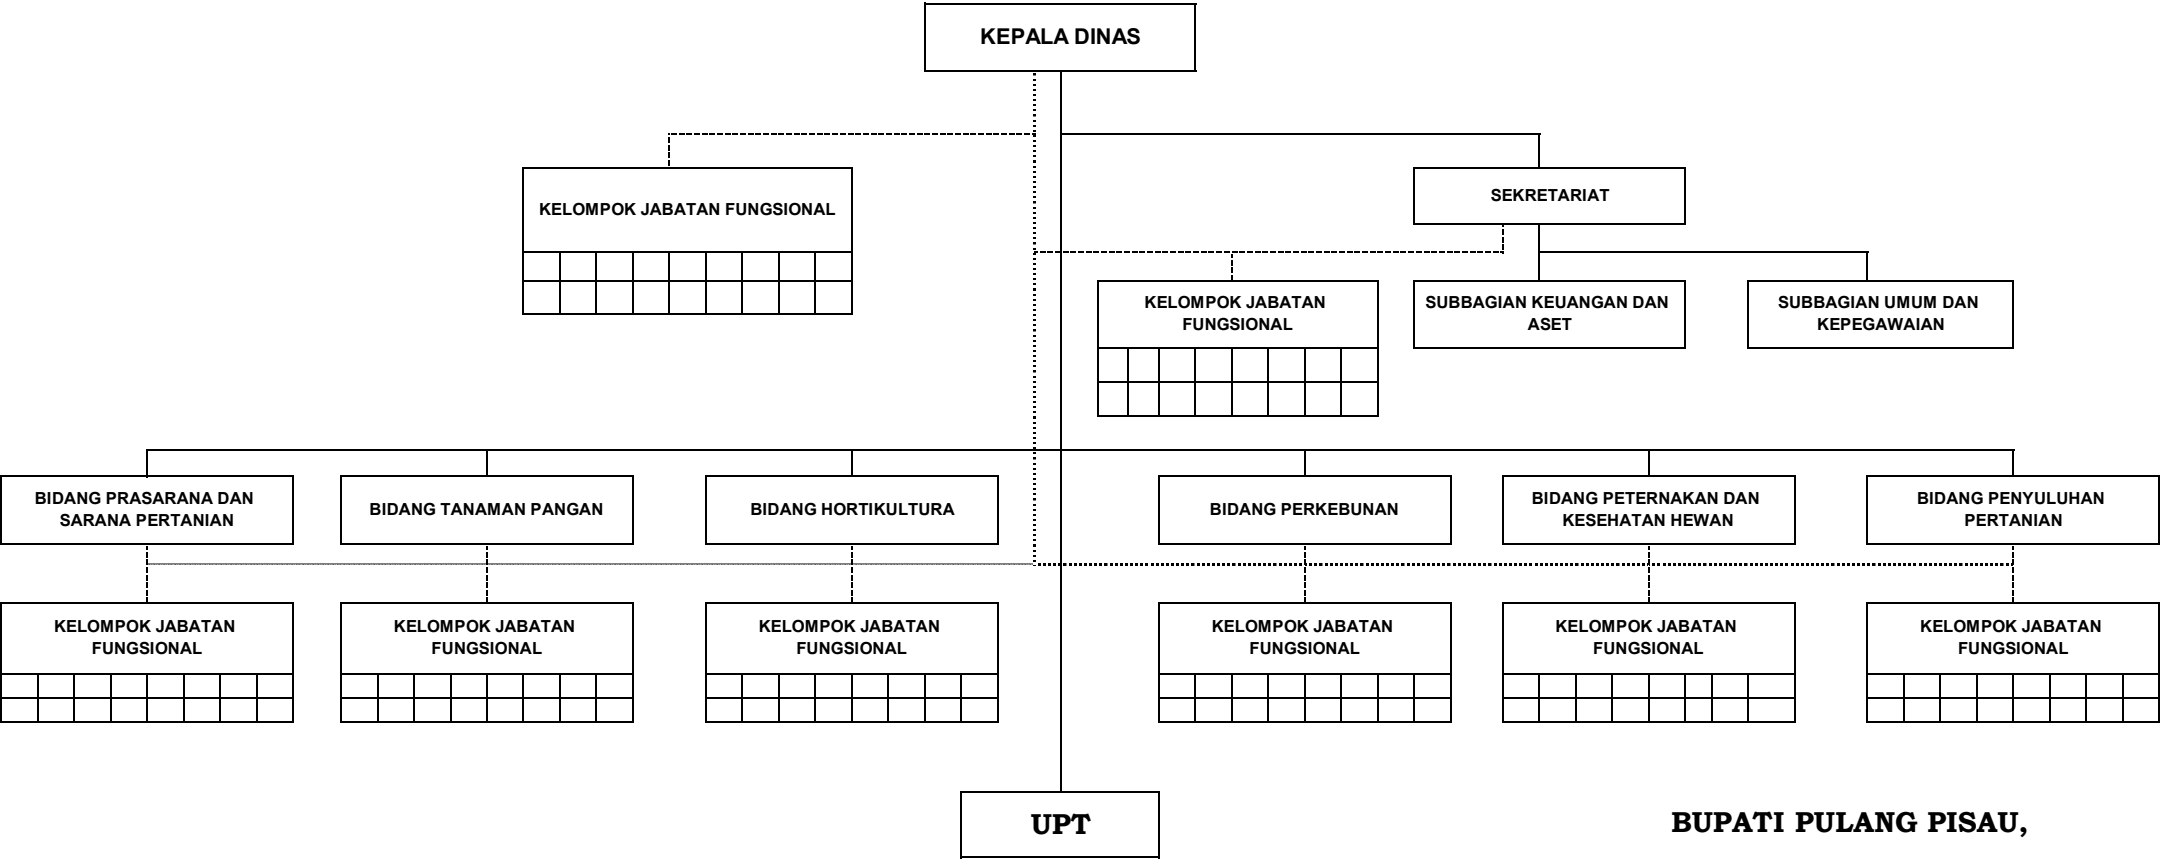 KEPALA DINAS
KELOMPOK JABATAN FUNGSIONAL
SEKRETARIAT
KELOMPOK JABATAN
FUNGSIONAL
SUBBAGIAN KEUANGAN DAN
ASET
SUBBAGIAN UMUM DAN
KEPEGAWAIAN
BIDANG PRASARANA DAN
SARANA PERTANIAN
BIDANG TANAMAN PANGAN
BIDANG HORTIKULTURA
BIDANG PERKEBUNAN
BIDANG PETERNAKAN DAN
KESEHATAN HEWAN
BIDANG PENYULUHAN
PERTANIAN
KELOMPOK JABATAN
FUNGSIONAL
KELOMPOK JABATAN
FUNGSIONAL
KELOMPOK JABATAN
FUNGSIONAL
KELOMPOK JABATAN
FUNGSIONAL
KELOMPOK JABATAN
FUNGSIONAL
KELOMPOK JABATAN
FUNGSIONAL
UPT
BUPATI PULANG PISAU,